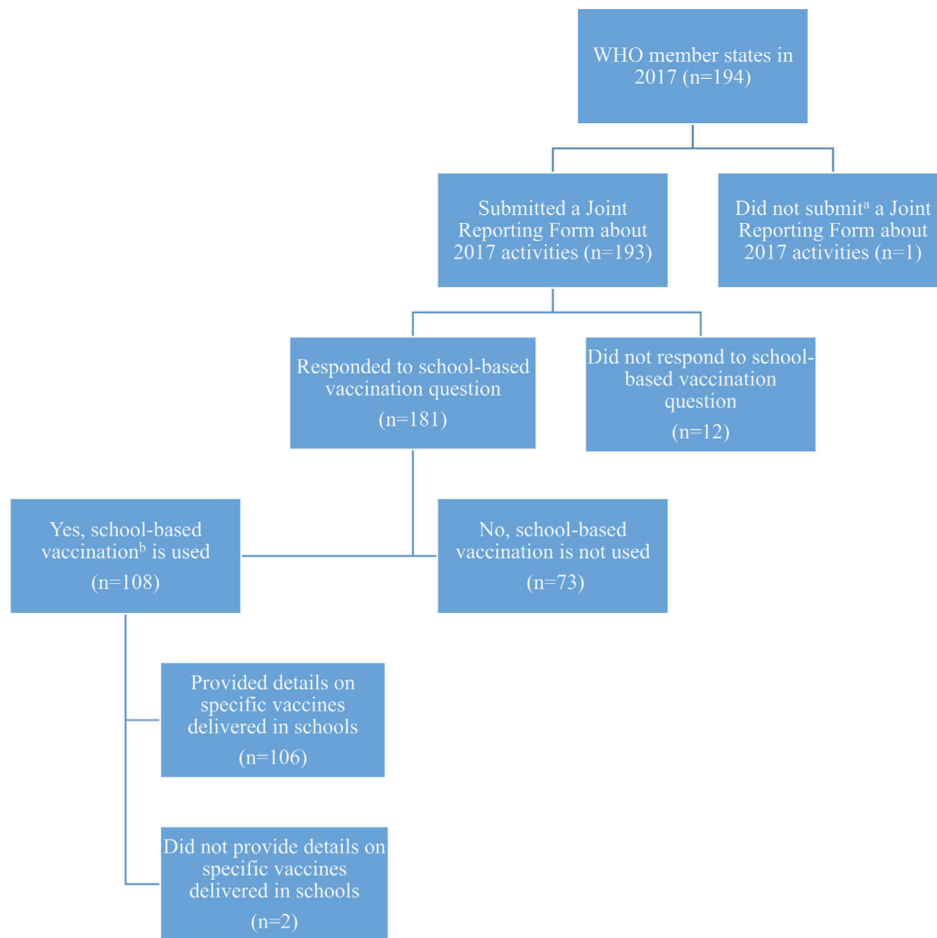 WHO member states in
2017 (n=194)
Submitted a Joint
Reporting Form about
2017 activities (n=193)
Did not submitᵃ a Joint
Reporting Form about
2017 activities (n=1)
Responded to school-based
vaccination question
(n=181)
Did not respond to school-
based vaccination
question
(n=12)
Yes, school-based
vaccinationᵇ is used
(n=108)
No, school-based
vaccination is not used
(n=73)
Provided details on
specific vaccines
delivered in schools
(n=106)
Did not provide details on
specific vaccines
delivered in schools
(n=2)